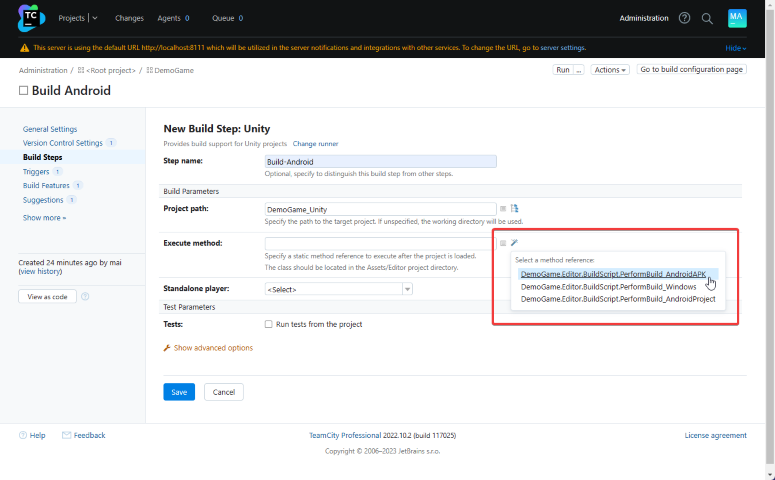 TC
Projects
Changes
Agents 0
Queue 0
Administration
MA
This server is using the default URL http://localhost:8111 which will be utilized in the server notifications and integrations with other services. To change the URL, go to server settings.
Hide
Administration / <Root project> / DemoGame
Run ...
Actions
Go to build configuration page
Build Android
General Settings
Version Control Settings 1
Build Steps
Triggers 1
Build Features 1
Suggestions 1
Show more »
Created 24 minutes ago by mai
(view history)
View as code
New Build Step: Unity
Provides build support for Unity projects Change runner
Step name: Build-Android
Optional, specify to distinguish this build step from other steps.
Build Parameters
Project path: DemoGame_Unity
Specify the path to the target project. If unspecified, the working directory will be used.
Execute method:
Specify a static method reference to execute after the project is loaded.
The class should be located in the Assets/Editor project directory.
Select a method reference:
DemoGame.Editor.BuildScript.PerformBuild_AndroidAPK
DemoGame.Editor.BuildScript.PerformBuild_Windows
DemoGame.Editor.BuildScript.PerformBuild_AndroidProject
Standalone player: <Select>
Test Parameters
Tests: Run tests from the project
Show advanced options
Save
Cancel
Help
Feedback
TeamCity Professional 2022.10.2 (build 117025)
License agreement
Copyright © 2006–2023 JetBrains s.r.o.